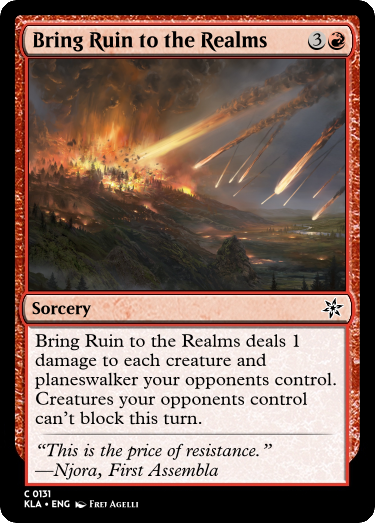 Bring Ruin to the Realms 3
Sorcery
Bring Ruin to the Realms deals 1
damage to each creature and
planeswalker your opponents control.
Creatures your opponents control
can't block this turn.
"This is the price of resistance."
—Njora, First Assembla
C 0131
KLA • ENG Frei Agelli